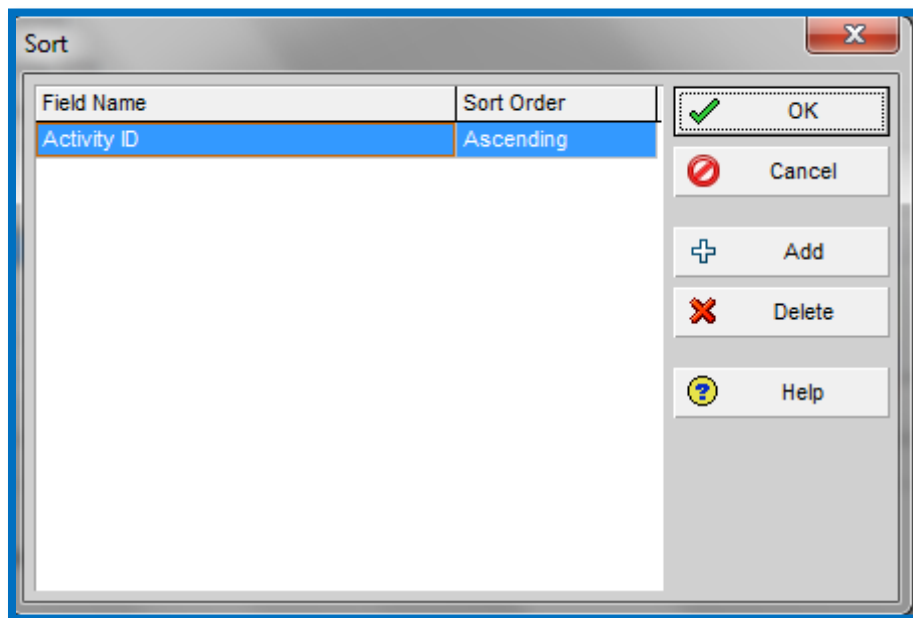 Sort
Field Name Sort Order
Activity ID Ascending
OK
Cancel
Add
Delete
Help